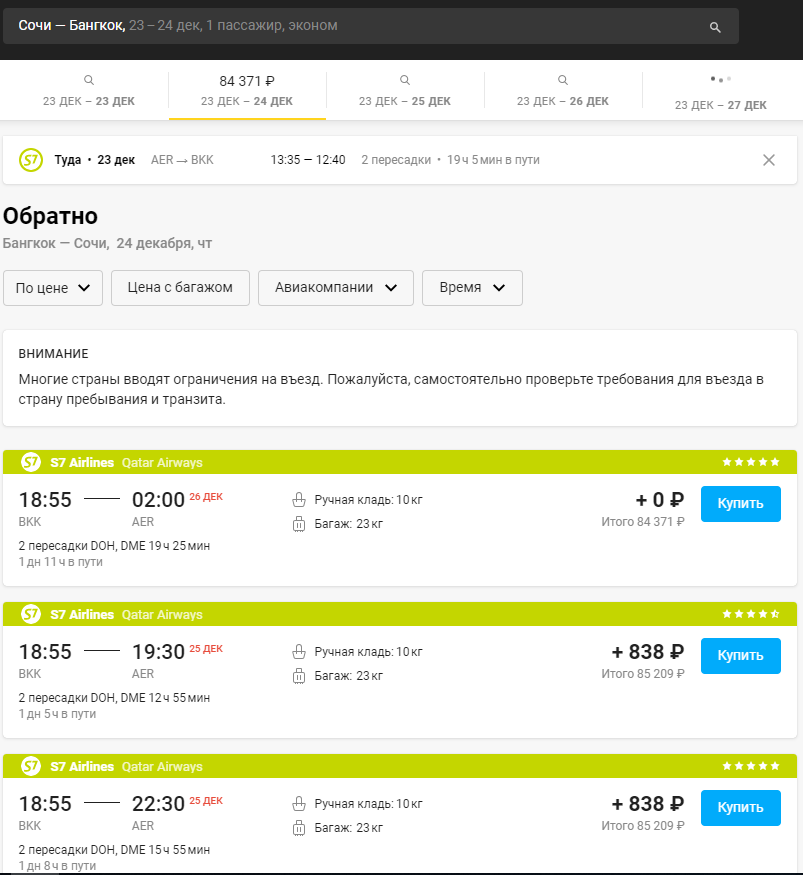 Сочи — Бангкок, 23 – 24 дек, 1 пассажир, эконом
23 ДЕК – 23 ДЕК
84 371 ₽
23 ДЕК – 24 ДЕК
23 ДЕК – 25 ДЕК
23 ДЕК – 26 ДЕК
23 ДЕК – 27 ДЕК
S7 Туда • 23 дек AER → BKK 13:35 — 12:40 2 пересадки • 19 ч 5 мин в пути
Обратно
Бангкок — Сочи, 24 декабря, чт
По цене Цена с багажом Авиакомпании Время
ВНИМАНИЕ
Многие страны вводят ограничения на въезд. Пожалуйста, самостоятельно проверьте требования для въезда в
страну пребывания и транзита.
S7 S7 Airlines Qatar Airways
18:55 — 02:00 26 ДЕК Ручная кладь: 10 кг + 0 ₽ Купить
BKK AER Багаж: 23 кг Итого 84 371 ₽
2 пересадки DOH, DME 19 ч 25 мин
1 дн 11 ч в пути
S7 S7 Airlines Qatar Airways
18:55 — 19:30 25 ДЕК Ручная кладь: 10 кг + 838 ₽ Купить
BKK AER Багаж: 23 кг Итого 85 209 ₽
2 пересадки DOH, DME 12 ч 55 мин
1 дн 5 ч в пути
S7 S7 Airlines Qatar Airways
18:55 — 22:30 25 ДЕК Ручная кладь: 10 кг + 838 ₽ Купить
BKK AER Багаж: 23 кг Итого 85 209 ₽
2 пересадки DOH, DME 15 ч 55 мин
1 дн 8 ч в пути